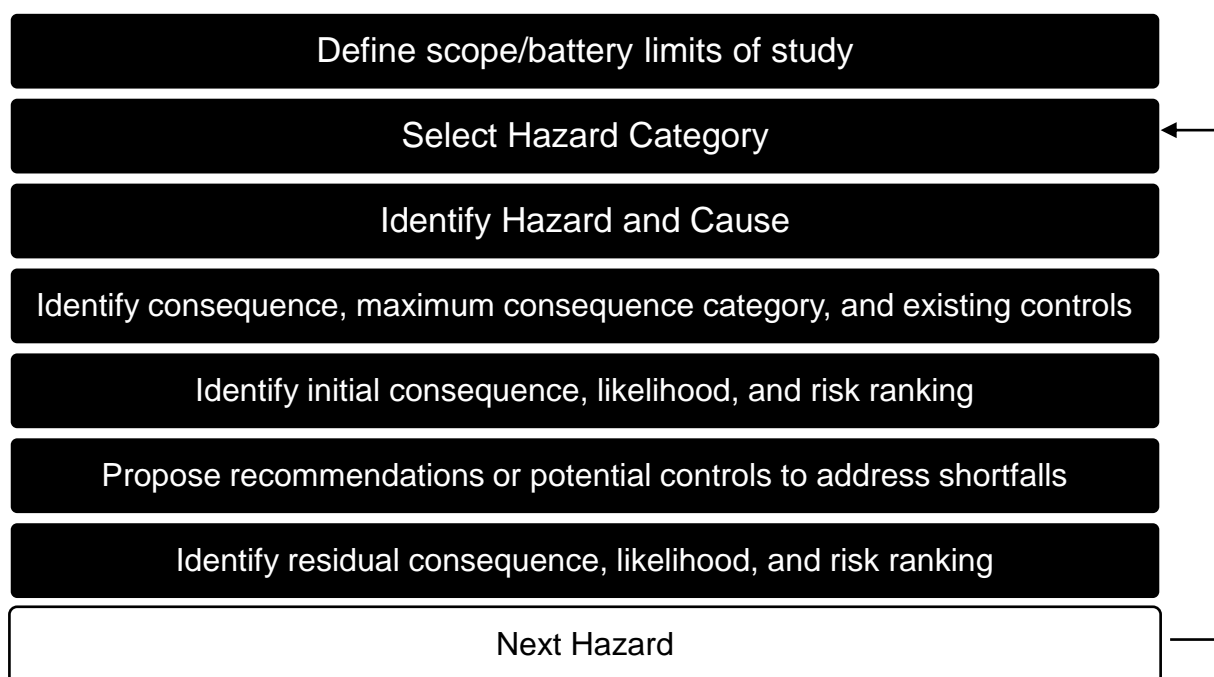 Define scope/battery limits of study
Select Hazard Category
Identify Hazard and Cause
Identify consequence, maximum consequence category, and existing controls
Identify initial consequence, likelihood, and risk ranking
Propose recommendations or potential controls to address shortfalls
Identify residual consequence, likelihood, and risk ranking
Next Hazard